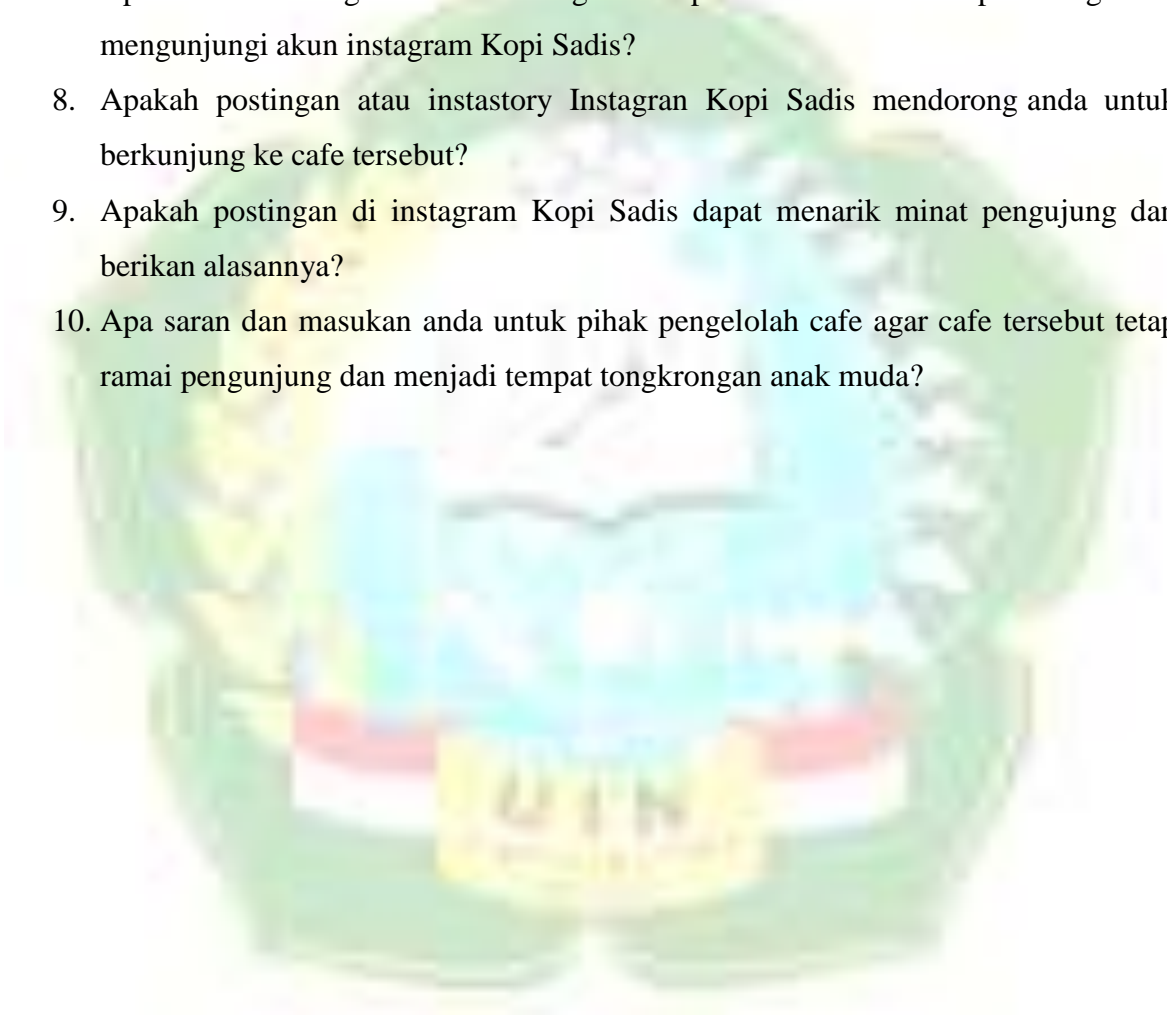 mengunjungi akun instagram Kopi Sadis?
8. Apakah postingan atau instastory Instagran Kopi Sadis mendorong anda untuk
berkunjung ke cafe tersebut?
9. Apakah postingan di instagram Kopi Sadis dapat menarik minat pengujung dan
berikan alasannya?
10. Apa saran dan masukan anda untuk pihak pengelolah cafe agar cafe tersebut tetap
ramai pengunjung dan menjadi tempat tongkrongan anak muda?
UIN